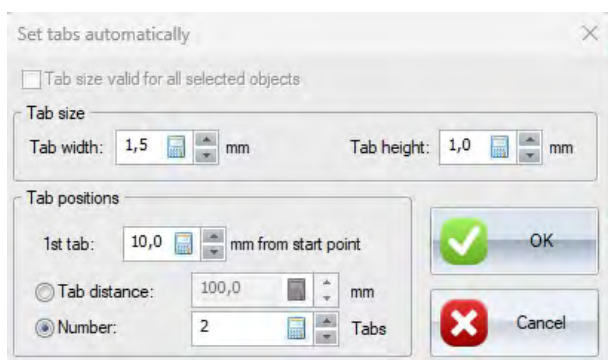 Set tabs automatically
Tab size valid for all selected objects
Tab size
Tab width: 1,5 mm Tab height: 1,0 mm
Tab positions
1st tab: 10,0 mm from start point
OK
Tab distance: 100,0 mm
Number: 2 Tabs
Cancel